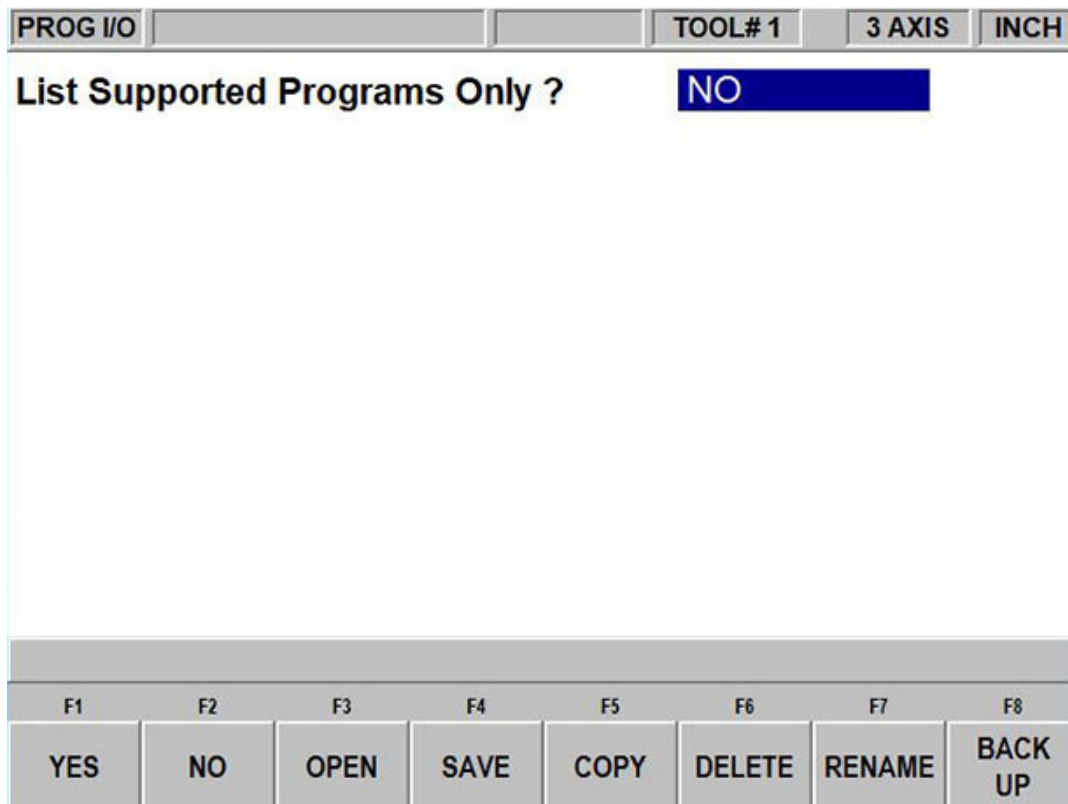 PROG I/O TOOL# 1 3 AXIS INCH
List Supported Programs Only ? NO
F1 F2 F3 F4 F5 F6 F7 F8
YES NO OPEN SAVE COPY DELETE RENAME BACK UP